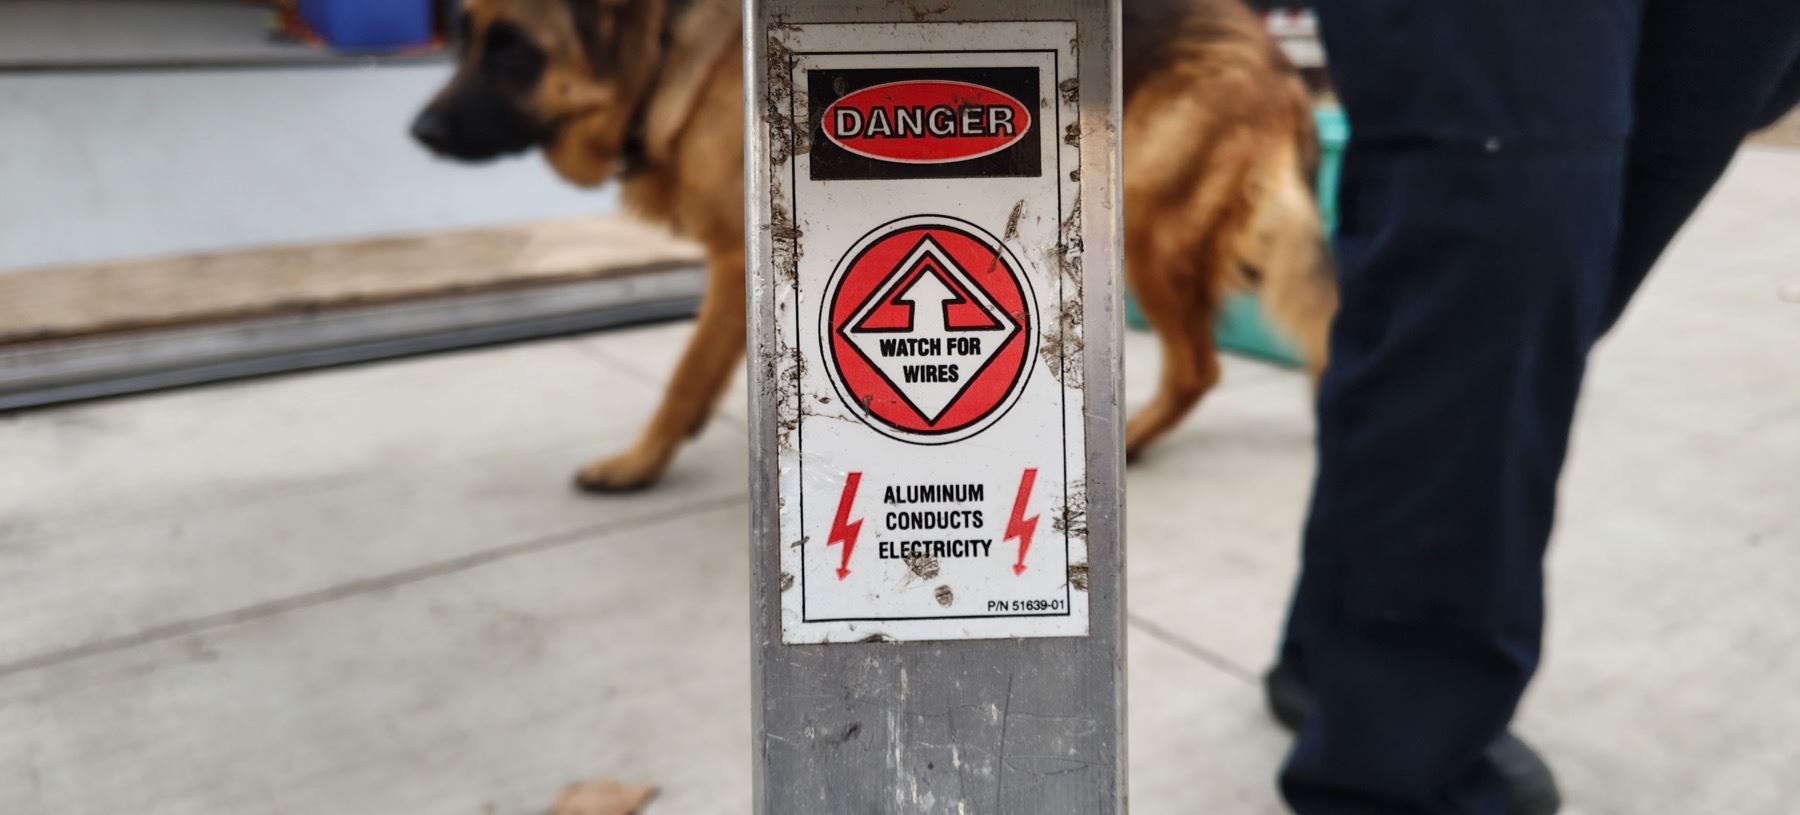 DANGER
WATCH FOR
WIRES
ALUMINUM
CONDUCTS
ELECTRICITY
P/N 51639-01